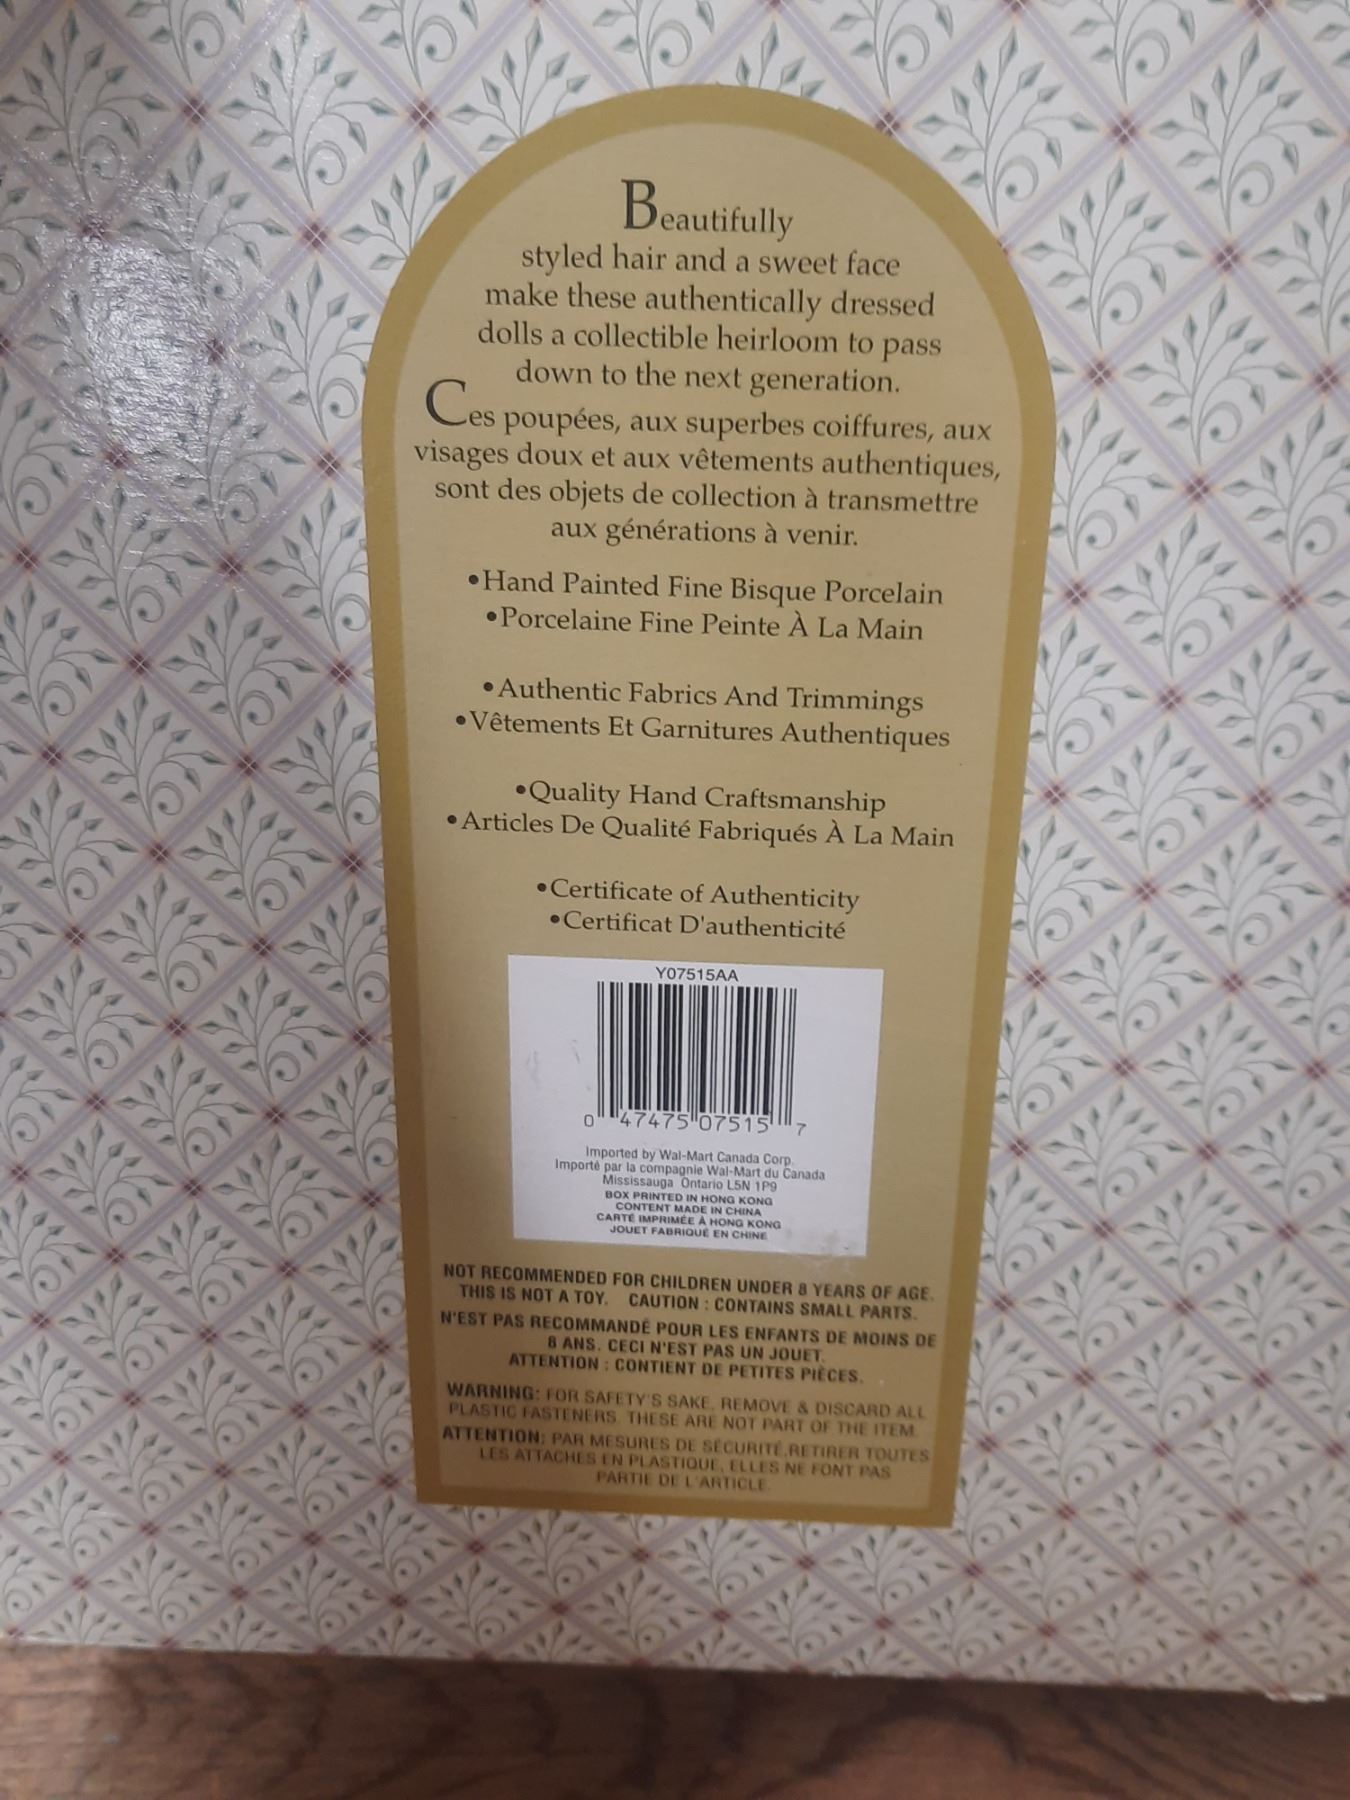 Beautifully
styled hair and a sweet face
make these authentically dressed
dolls a collectible heirloom to pass
down to the next generation.
Ces poupées, aux superbes coiffures, aux
visages doux et aux vêtements authentiques,
sont des objets de collection à transmettre
aux générations à venir.
•Hand Painted Fine Bisque Porcelain
•Porcelaine Fine Peinte À La Main
•Authentic Fabrics And Trimmings
•Vêtements Et Garnitures Authentiques
•Quality Hand Craftsmanship
•Articles De Qualité Fabriqués À La Main
•Certificate of Authenticity
•Certificat D'authenticité
Y07515AA
0 47475 07515 7
Imported by Wal-Mart Canada Corp.
Importé par la compagnie Wal-Mart du Canada
Mississauga Ontario L5N 1P9
BOX PRINTED IN HONG KONG
CONTENT MADE IN CHINA
CARTE IMPRIMÉE À HONG KONG
JOUET FABRIQUÉ EN CHINE
NOT RECOMMENDED FOR CHILDREN UNDER 8 YEARS OF AGE.
THIS IS NOT A TOY. CAUTION : CONTAINS SMALL PARTS.
N'EST PAS RECOMMANDÉ POUR LES ENFANTS DE MOINS DE
8 ANS. CECI N'EST PAS UN JOUET.
ATTENTION : CONTIENT DE PETITES PIÈCES.
WARNING: FOR SAFETY'S SAKE, REMOVE & DISCARD ALL
PLASTIC FASTENERS. THESE ARE NOT PART OF THE ITEM.
ATTENTION: PAR MESURES DE SÉCURITÉ,RETIRER TOUTES
LES ATTACHES EN PLASTIQUE, ELLES NE FONT PAS
PARTIE DE L'ARTICLE.